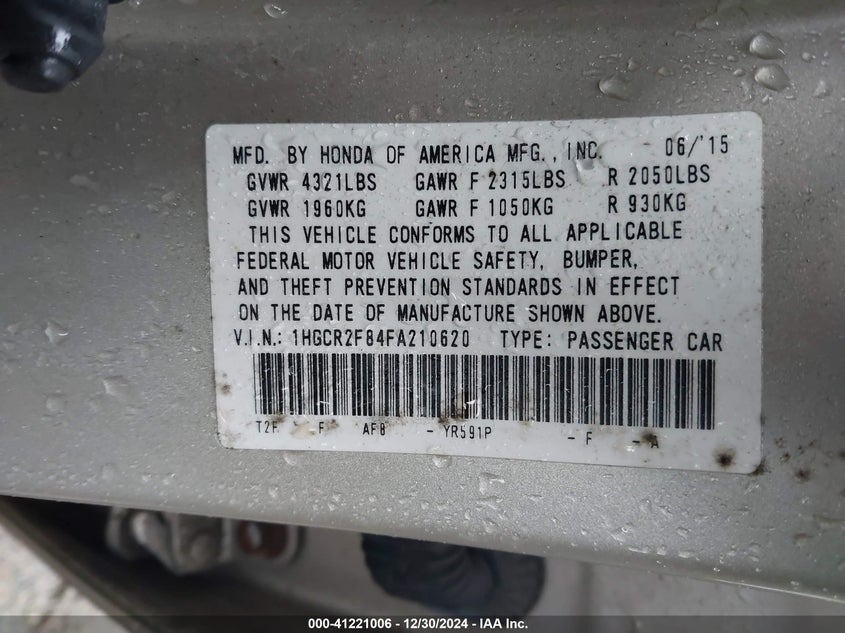 MFD. BY HONDA OF AMERICA MFG., INC. 06/'15
GVWR 4321LBS GAWR F 2315LBS R 2050LBS
GVWR 1960KG GAWR F 1050KG R 930KG
THIS VEHICLE CONFORMS TO ALL APPLICABLE
FEDERAL MOTOR VEHICLE SAFETY, BUMPER,
AND THEFT PREVENTION STANDARDS IN EFFECT
ON THE DATE OF MANUFACTURE SHOWN ABOVE.
V.I.N.: 1HGCR2F84FA210620 TYPE: PASSENGER CAR
F AF8 - YR591P - F - A
000-41221006 - 12/30/2024 - IAA Inc.